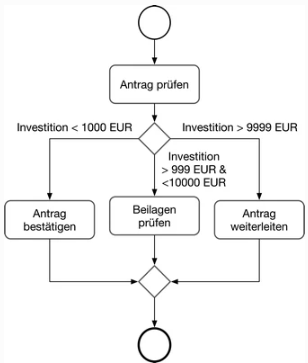 Antrag prüfen
Investition < 1000 EUR
Investition > 9999 EUR
Investition
> 999 EUR &
<10000 EUR
Antrag
bestätigen
Beilagen
prüfen
Antrag
weiterleiten